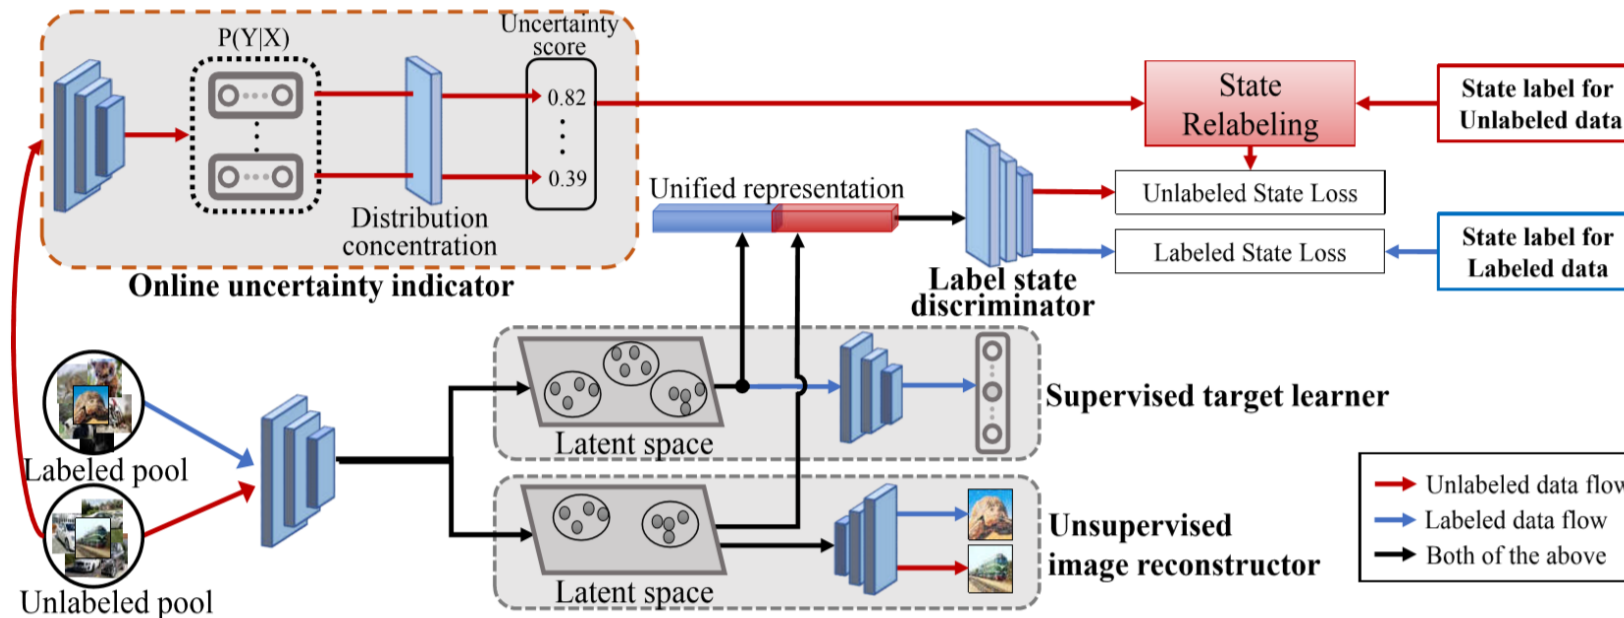 P(Y|X)
Uncertainty
score
0.82
0.39
Distribution
concentration
Online uncertainty indicator
State
Relabeling
State label for
Unlabeled data
Unified representation
Unlabeled State Loss
Labeled State Loss
State label for
Labeled data
Label state
discriminator
Labeled pool
Unlabeled pool
Latent space
Supervised target learner
Latent space
Unsupervised
image reconstructor
Unlabeled data flow
Labeled data flow
Both of the above